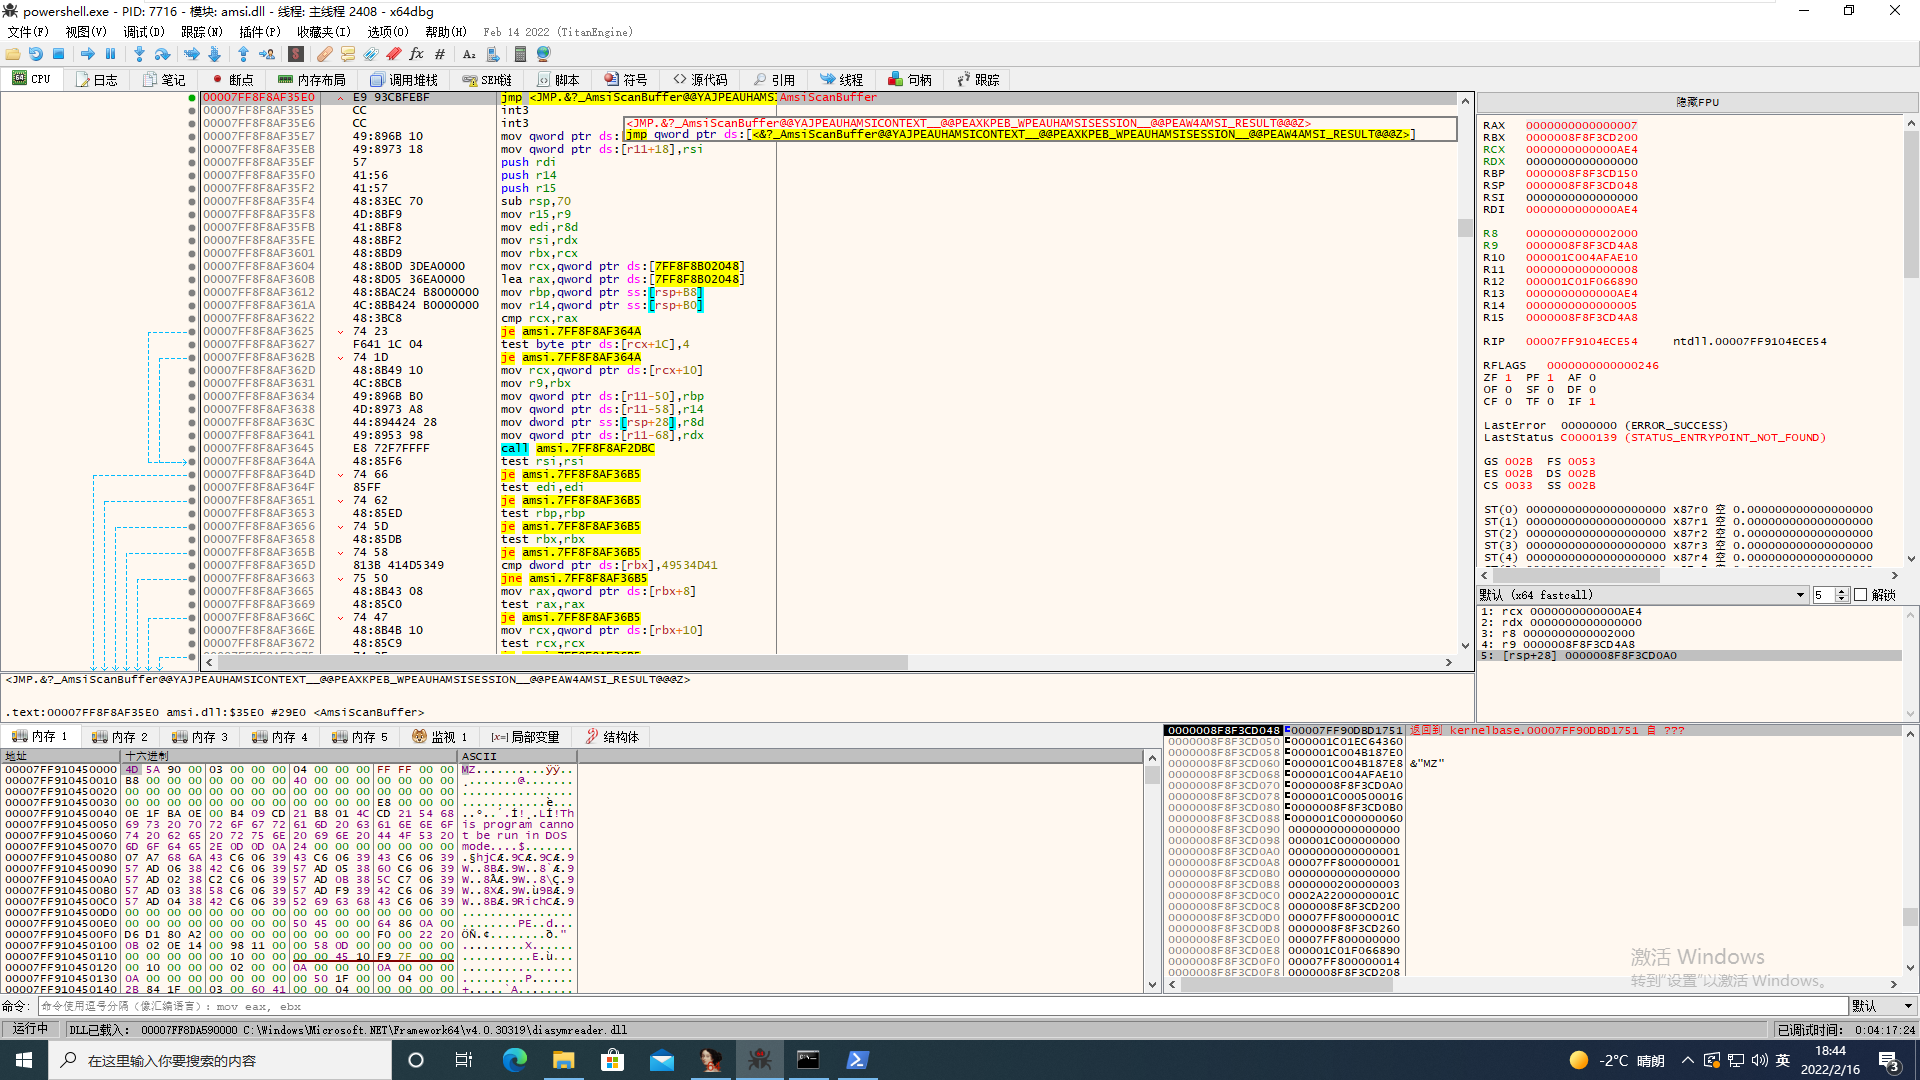 powershell.exe - PID: 7716 - 模块: amsi.dll - 线程: 主线程 2408 - x64dbg
文件(F) 视图(V) 调试(D) 跟踪(N) 插件(P) 收藏夹(I) 选项(O) 帮助(H) Feb 14 2022 (TitanEngine)
CPU 日志 笔记 断点 内存布局 调用堆栈 SEH链 脚本 符号 源代码 引用 线程 句柄 跟踪
00007FF8F8AF35E0 E9 93CBFEBF jmp <JMP.&?_AmsiScanBuffer@@YAJPEAUHAMSI AmsiScanBuffer
00007FF8F8AF35E5 CC int3
00007FF8F8AF35E6 CC int3
<JMP.&?_AmsiScanBuffer@@YAJPEAUHAMSICONTEXT__@@PEAXKPEB_WPEAUHAMSISESSION__@@PEAW4AMSI_RESULT@@@Z>
jmp qword ptr ds:[<&?_AmsiScanBuffer@@YAJPEAUHAMSICONTEXT__@@PEAXKPEB_WPEAUHAMSISESSION__@@PEAW4AMSI_RESULT@@@Z>]
00007FF8F8AF35E7 49:896B 10 mov qword ptr ds:[
00007FF8F8AF35EB 49:8973 18 mov qword ptr ds:[r11+18],rsi
00007FF8F8AF35EF 57 push rdi
00007FF8F8AF35F0 41:56 push r14
00007FF8F8AF35F2 41:57 push r15
00007FF8F8AF35F4 48:83EC 70 sub rsp,70
00007FF8F8AF35F8 4D:8BF9 mov r15,r9
00007FF8F8AF35FB 41:8BF8 mov edi,r8d
00007FF8F8AF35FE 48:8BF2 mov rsi,rdx
00007FF8F8AF3601 48:8BD9 mov rbx,rcx
00007FF8F8AF3604 48:8B0D 3DEA0000 mov rcx,qword ptr ds:[7FF8F8B02048]
00007FF8F8AF360B 48:8D05 36EA0000 lea rax,qword ptr ds:[7FF8F8B02048]
00007FF8F8AF3612 48:8BAC24 B8000000 mov rbp,qword ptr ss:[rsp+B8]
00007FF8F8AF361A 4C:8BB424 B0000000 mov r14,qword ptr ss:[rsp+B0]
00007FF8F8AF3622 48:3BC8 cmp rcx,rax
00007FF8F8AF3625 74 23 je amsi.7FF8F8AF364A
00007FF8F8AF3627 F641 1C 04 test byte ptr ds:[rcx+1C],4
00007FF8F8AF362B 74 1D je amsi.7FF8F8AF364A
00007FF8F8AF362D 48:8B49 10 mov rcx,qword ptr ds:[rcx+10]
00007FF8F8AF3631 4C:8BCB mov r9,rbx
00007FF8F8AF3634 49:896B B0 mov qword ptr ds:[r11-50],rbp
00007FF8F8AF3638 4D:8973 A8 mov qword ptr ds:[r11-58],r14
00007FF8F8AF363C 44:894424 28 mov dword ptr ss:[rsp+28],r8d
00007FF8F8AF3641 49:8953 98 mov qword ptr ds:[r11-68],rdx
00007FF8F8AF3645 E8 72F7FFFF call amsi.7FF8F8AF2DBC
00007FF8F8AF364A 48:85F6 test rsi,rsi
00007FF8F8AF364D 74 66 je amsi.7FF8F8AF36B5
00007FF8F8AF364F 85FF test edi,edi
00007FF8F8AF3651 74 62 je amsi.7FF8F8AF36B5
00007FF8F8AF3653 48:85ED test rbp,rbp
00007FF8F8AF3656 74 5D je amsi.7FF8F8AF36B5
00007FF8F8AF3658 48:85DB test rbx,rbx
00007FF8F8AF365B 74 58 je amsi.7FF8F8AF36B5
00007FF8F8AF365D 813B 414D5349 cmp dword ptr ds:[rbx],49534D41
00007FF8F8AF3663 75 50 jne amsi.7FF8F8AF36B5
00007FF8F8AF3665 48:8B43 08 mov rax,qword ptr ds:[rbx+8]
00007FF8F8AF3669 48:85C0 test rax,rax
00007FF8F8AF366C 74 47 je amsi.7FF8F8AF36B5
00007FF8F8AF366E 48:8B4B 10 mov rcx,qword ptr ds:[rbx+10]
00007FF8F8AF3672 48:85C9 test rcx,rcx
隐藏FPU
RAX 0000000000000007
RBX 0000008F8F3CD200
RCX 0000000000000AE4
RDX 0000000000000000
RBP 0000008F8F3CD150
RSP 0000008F8F3CD048
RSI 0000000000000000
RDI 0000000000000AE4
R8 0000000000002000
R9 0000008F8F3CD4A8
R10 000001C004AFAE10
R11 0000000000000008
R12 000001C01F066890
R13 0000000000000AE4
R14 0000000000000005
R15 0000008F8F3CD4A8
RIP 00007FF9104ECE54 ntdll.00007FF9104ECE54
RFLAGS 0000000000000246
ZF 1 PF 1 AF 0
OF 0 SF 0 DF 0
CF 0 TF 0 IF 1
LastError 00000000 (ERROR_SUCCESS)
LastStatus C0000139 (STATUS_ENTRYPOINT_NOT_FOUND)
GS 002B FS 0053
ES 002B DS 002B
CS 0033 SS 002B
ST(0) 00000000000000000000 x87r0 空 0.000000000000000000
ST(1) 00000000000000000000 x87r1 空 0.000000000000000000
ST(2) 00000000000000000000 x87r2 空 0.000000000000000000
ST(3) 00000000000000000000 x87r3 空 0.000000000000000000
ST(4) 00000000000000000000 x87r4 空 0.000000000000000000
默认 (x64 fastcall) 5 解锁
1: rcx 0000000000000AE4
2: rdx 0000000000000000
3: r8 0000000000002000
4: r9 0000008F8F3CD4A8
5: [rsp+28] 0000008F8F3CD0A0
<JMP.&?_AmsiScanBuffer@@YAJPEAUHAMSICONTEXT__@@PEAXKPEB_WPEAUHAMSISESSION__@@PEAW4AMSI_RESULT@@@Z>
.text:00007FF8F8AF35E0 amsi.dll:$35E0 #29E0 <AmsiScanBuffer>
内存 1 内存 2 内存 3 内存 4 内存 5 监视 1 [x=] 局部变量 结构体
地址 十六进制 ASCII
00007FF910450000 4D 5A 90 00 03 00 00 00 04 00 00 00 FF FF 00 00 MZ..........ÿÿ..
00007FF910450010 B8 00 00 00 00 00 00 00 40 00 00 00 00 00 00 00 ........@.......
00007FF910450020 00 00 00 00 00 00 00 00 00 00 00 00 00 00 00 00 ................
00007FF910450030 00 00 00 00 00 00 00 00 00 00 00 00 E8 00 00 00 ............è...
00007FF910450040 0E 1F BA 0E 00 B4 09 CD 21 B8 01 4C CD 21 54 68 ..º..´.Í!¸.LÍ!Th
00007FF910450050 69 73 20 70 72 6F 67 72 61 6D 20 63 61 6E 6E 6F is program canno
00007FF910450060 74 20 62 65 20 72 75 6E 20 69 6E 20 44 4F 53 20 t be run in DOS
00007FF910450070 6D 6F 64 65 2E 0D 0D 0A 24 00 00 00 00 00 00 00 mode....$.......
00007FF910450080 07 A7 68 6A 43 C6 06 39 43 C6 06 39 43 C6 06 39 .§hjCÆ.9CÆ.9CÆ.9
00007FF910450090 57 AD 06 38 42 C6 06 39 57 AD 05 38 60 C6 06 39 W..8BÆ.9W..8`Æ.9
00007FF9104500A0 57 AD 02 38 C2 C6 06 39 57 AD 0B 38 5C C7 06 39 W..8ÂÆ.9W..8\Ç.9
00007FF9104500B0 57 AD 03 38 58 C6 06 39 57 AD F9 39 42 C6 06 39 W..8XÆ.9W.ù9BÆ.9
00007FF9104500C0 57 AD 04 38 42 C6 06 39 52 69 63 68 43 C6 06 39 W..8BÆ.9RichCÆ.9
00007FF9104500D0 00 00 00 00 00 00 00 00 00 00 00 00 00 00 00 00 ................
00007FF9104500E0 00 00 00 00 00 00 00 00 50 45 00 00 64 86 0A 00 ........PE..d...
00007FF9104500F0 D6 D1 80 A2 00 00 00 00 00 00 00 00 F0 00 22 20 ÖÑ.¢........ð."
00007FF910450100 0B 02 0E 14 00 98 11 00 00 58 0D 00 00 00 00 00 .........X......
00007FF910450110 00 00 00 00 00 10 00 00 00 00 45 10 F9 7F 00 00 ..........E.ù...
00007FF910450120 00 10 00 00 00 02 00 00 0A 00 00 00 0A 00 00 00 ................
00007FF910450130 0A 00 00 00 00 00 00 00 00 50 1F 00 00 04 00 00 .........P......
00007FF910450140 2B 84 1F 00 03 00 60 41 00 00 04 00 00 00 00 00 +.....`A........
0000008F8F3CD048 00007FF90DBD1751 返回到 kernelbase.00007FF90DBD1751 自 ???
0000008F8F3CD050 000001C01EC64360
0000008F8F3CD058 000001C004B187E0
0000008F8F3CD060 000001C004B187E8 &"MZ"
0000008F8F3CD068 000001C004AFAE10
0000008F8F3CD070 0000008F8F3CD0A0
0000008F8F3CD078 000001C000500016
0000008F8F3CD080 0000008F8F3CD0B0
0000008F8F3CD088 000001C000000060
0000008F8F3CD090 0000000000000000
0000008F8F3CD098 000001C000000000
0000008F8F3CD0A0 0000000000000001
0000008F8F3CD0A8 00007FF800000001
0000008F8F3CD0B0 0000000000000000
0000008F8F3CD0B8 0000000200000003
0000008F8F3CD0C0 0002A2200000001C
0000008F8F3CD0C8 0000008F8F3CD200
0000008F8F3CD0D0 00007FF80000001C
0000008F8F3CD0D8 0000008F8F3CD260
0000008F8F3CD0E0 00007FF800000000
0000008F8F3CD0E8 000001C01F066890
0000008F8F3CD0F0 00007FF800000014
0000008F8F3CD0F8 0000008F8F3CD208
激活 Windows
转到“设置”以激活 Windows。
命令: 命令使用逗号分隔（像汇编语言）: mov eax, ebx 默认
运行中 DLL已载入: 00007FF8DA590000 C:\Windows\Microsoft.NET\Framework64\v4.0.30319\diasymreader.dll 已调试时间: 0:04:17:24
在这里输入你要搜索的内容 -2°C 晴朗 英 18:44 2022/2/16 3